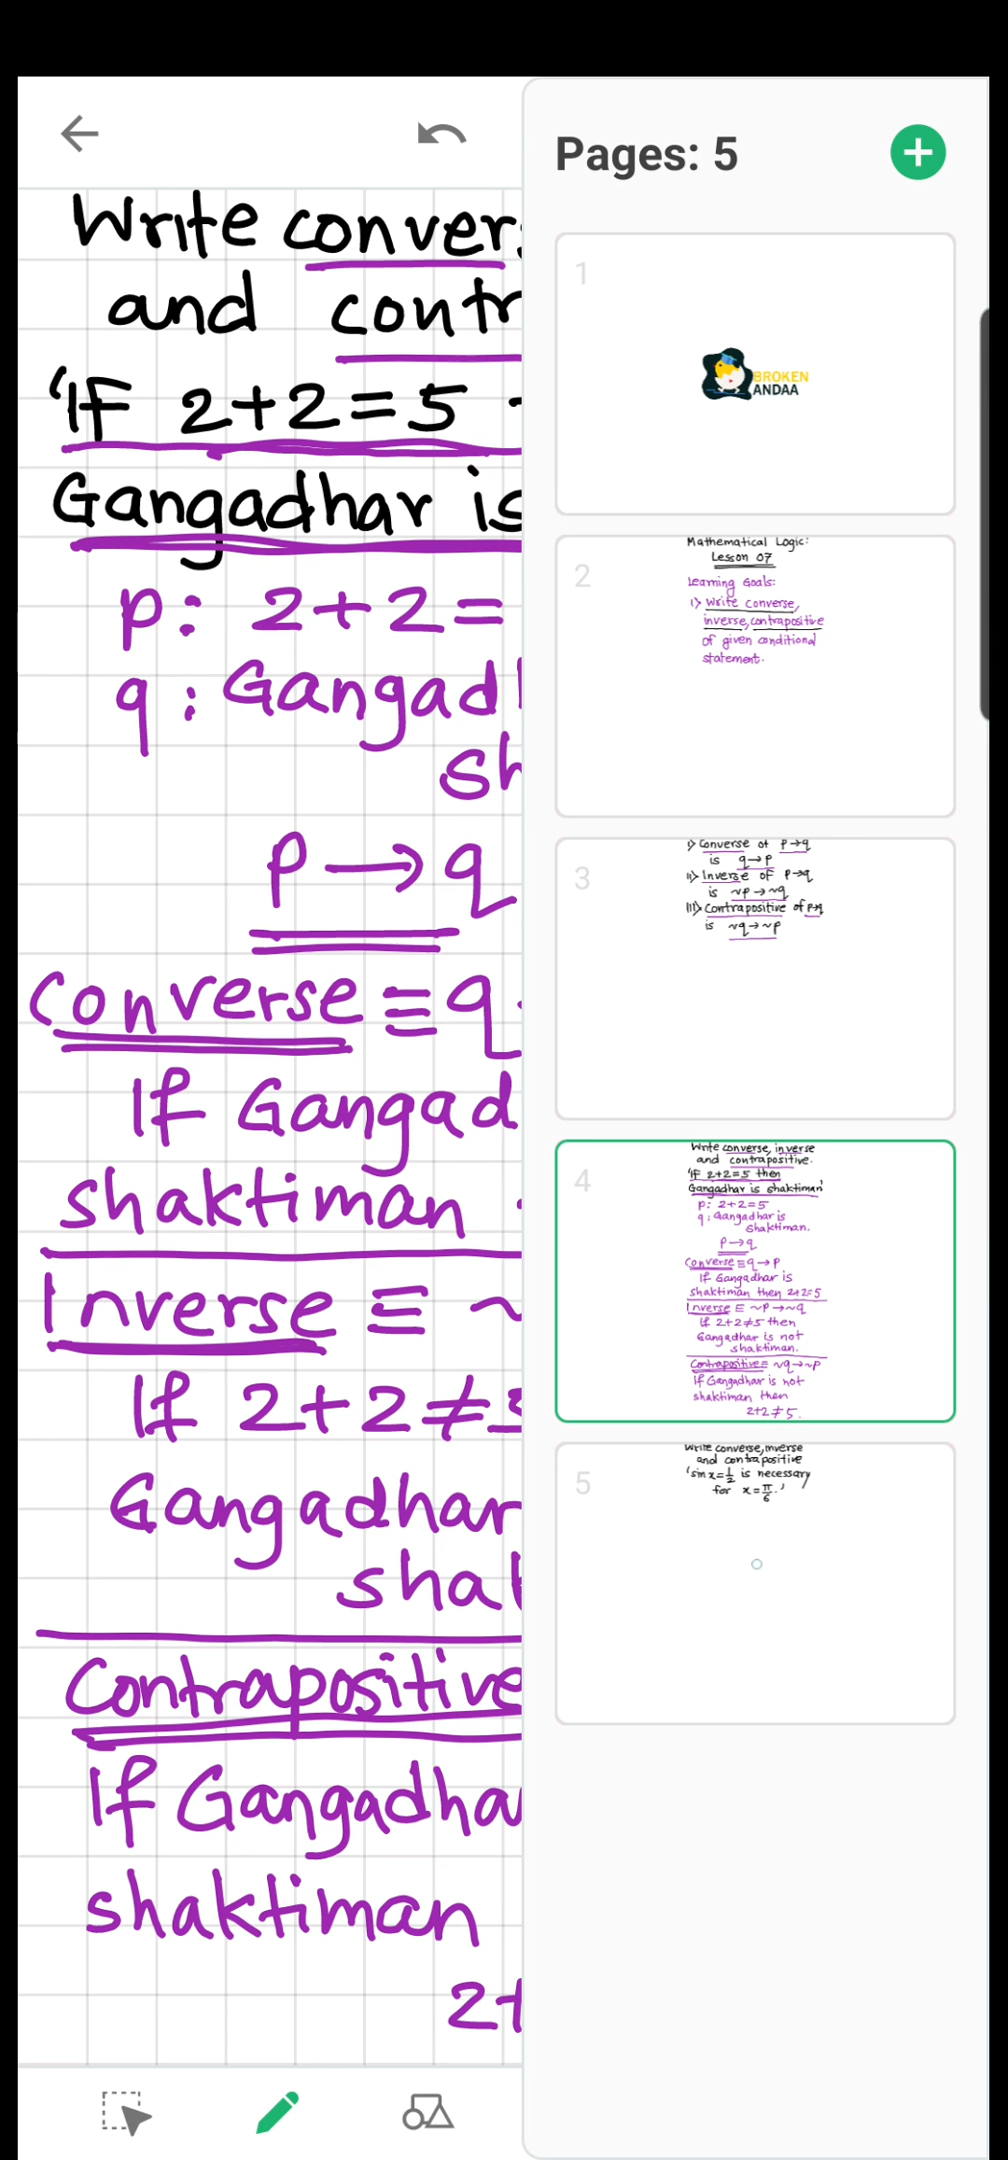 Write conver
and contr
'If 2+2=5
Gangadhar is
p: 2+2=
q: Gangad
sh
p→q
Converse ≡ q
If Gangad
shaktiman
Inverse ≡ ~
If 2+2≠5
Gangadhar
shak
Contrapositive
If Gangadha
shaktiman
2+
Pages: 5
1
BROKEN
ANDAA
2
Mathematical Logic:
Lesson 07
Learning Goals:
i) Write converse,
inverse, contrapositive
of given conditional
statement.
3
i) Converse of p→q
is q→p
ii) Inverse of p→q
is ~p→~q
iii) Contrapositive of p→q
is ~q→~p
4
Write converse, inverse
and contrapositive.
'If 2+2=5 then
Gangadhar is shaktiman'
p: 2+2=5
q: Gangadhar is
shaktiman.
p→q
Converse ≡ q→p
If Gangadhar is
shaktiman then 2+2=5
Inverse ≡ ~p→~q
If 2+2≠5 then
Gangadhar is not
shaktiman.
Contrapositive ≡ ~q→~p
If Gangadhar is not
shaktiman then
2+2≠5.
5
Write converse, inverse
and contrapositive
'sin x=1/2 is necessary
for x=π/6.'